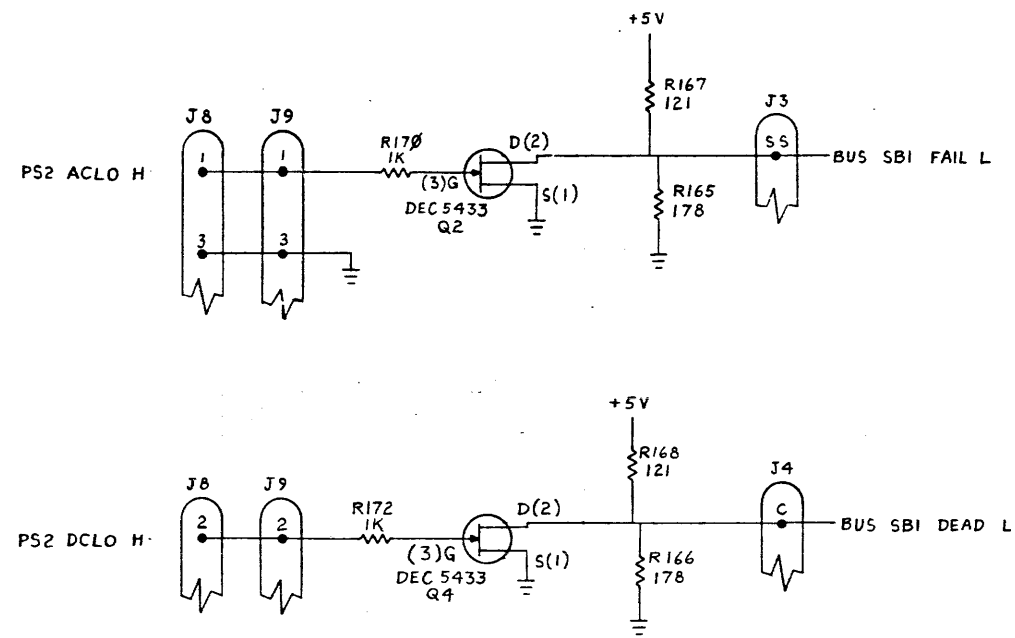 +5V
R167
121
J8
J9
J3
R17Ø
1K
D(2)
SS
BUS SBI FAIL L
1
1
PS2 ACLO H
(3)G
S(1)
DEC 5433
Q2
R165
178
3
3
+5V
R168
121
J8
J9
J4
R172
1K
D(2)
C
BUS SBI DEAD L
2
2
PS2 DCLO H
(3)G
S(1)
DEC 5433
Q4
R166
178